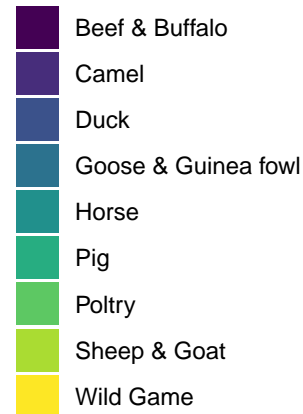 Beef & Buffalo
Camel
Duck
Goose & Guinea fowl
Horse
Pig
Poltry
Sheep & Goat
Wild Game